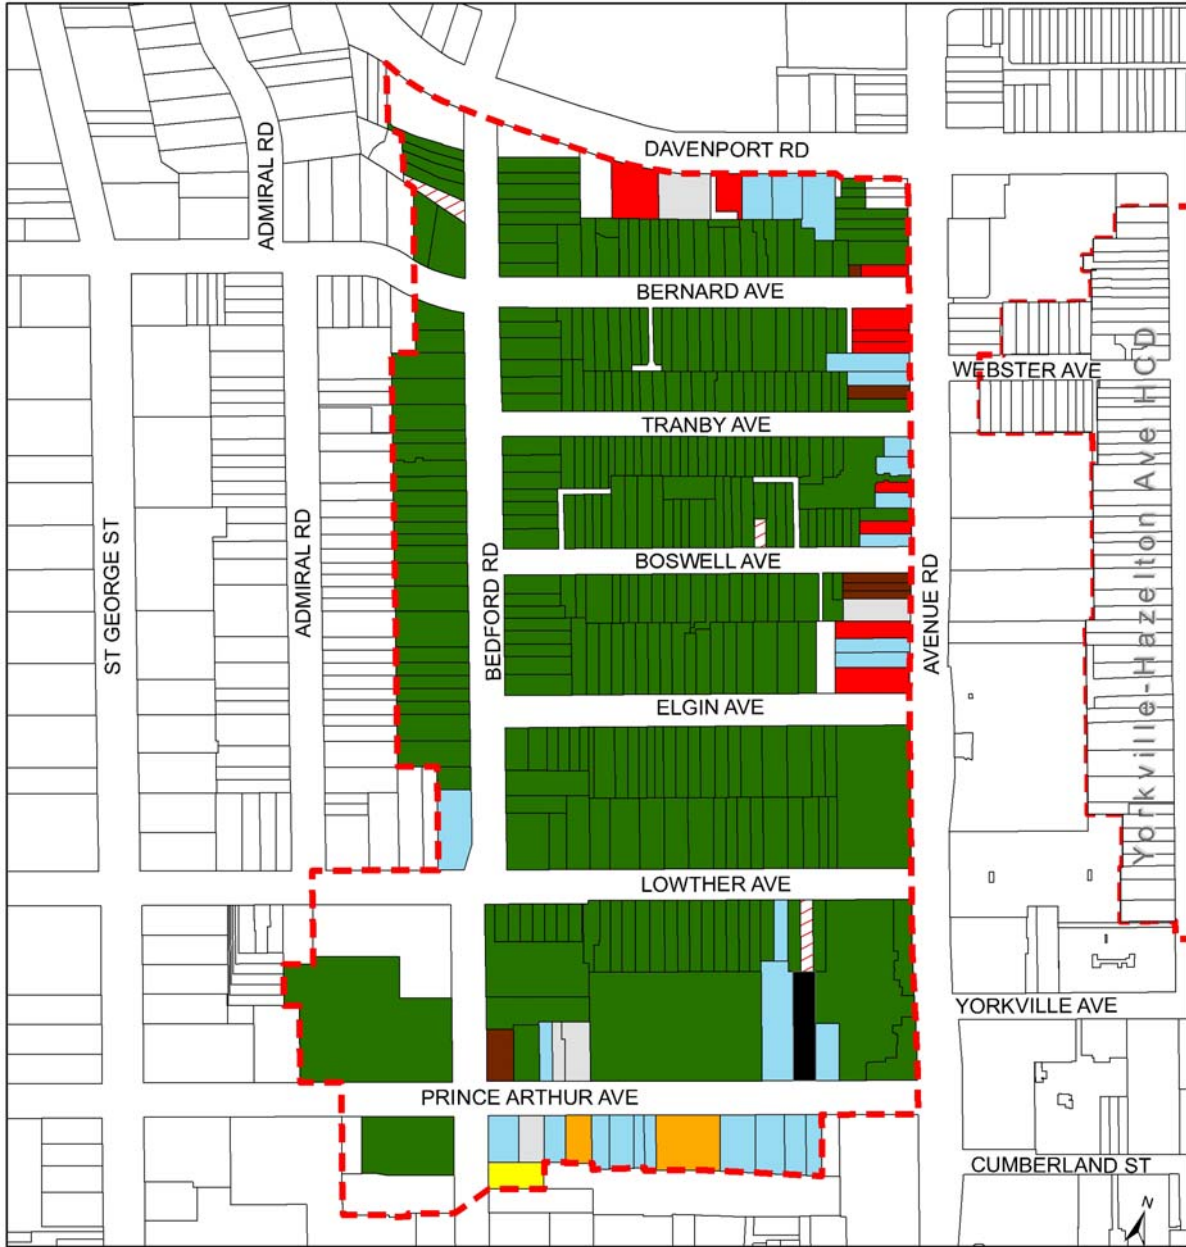 DAVENPORT RD
ADMIRAL RD
BERNARD AVE
WEBSTER AVE
TRANBY AVE
BOSWELL AVE
ST GEORGE ST
ADMIRAL RD
BEDFORD RD
AVENUE RD
Yorkville-Hazelton Ave HCD
ELGIN AVE
LOWTHER AVE
YORKVILLE AVE
PRINCE ARTHUR AVE
CUMBERLAND ST
N